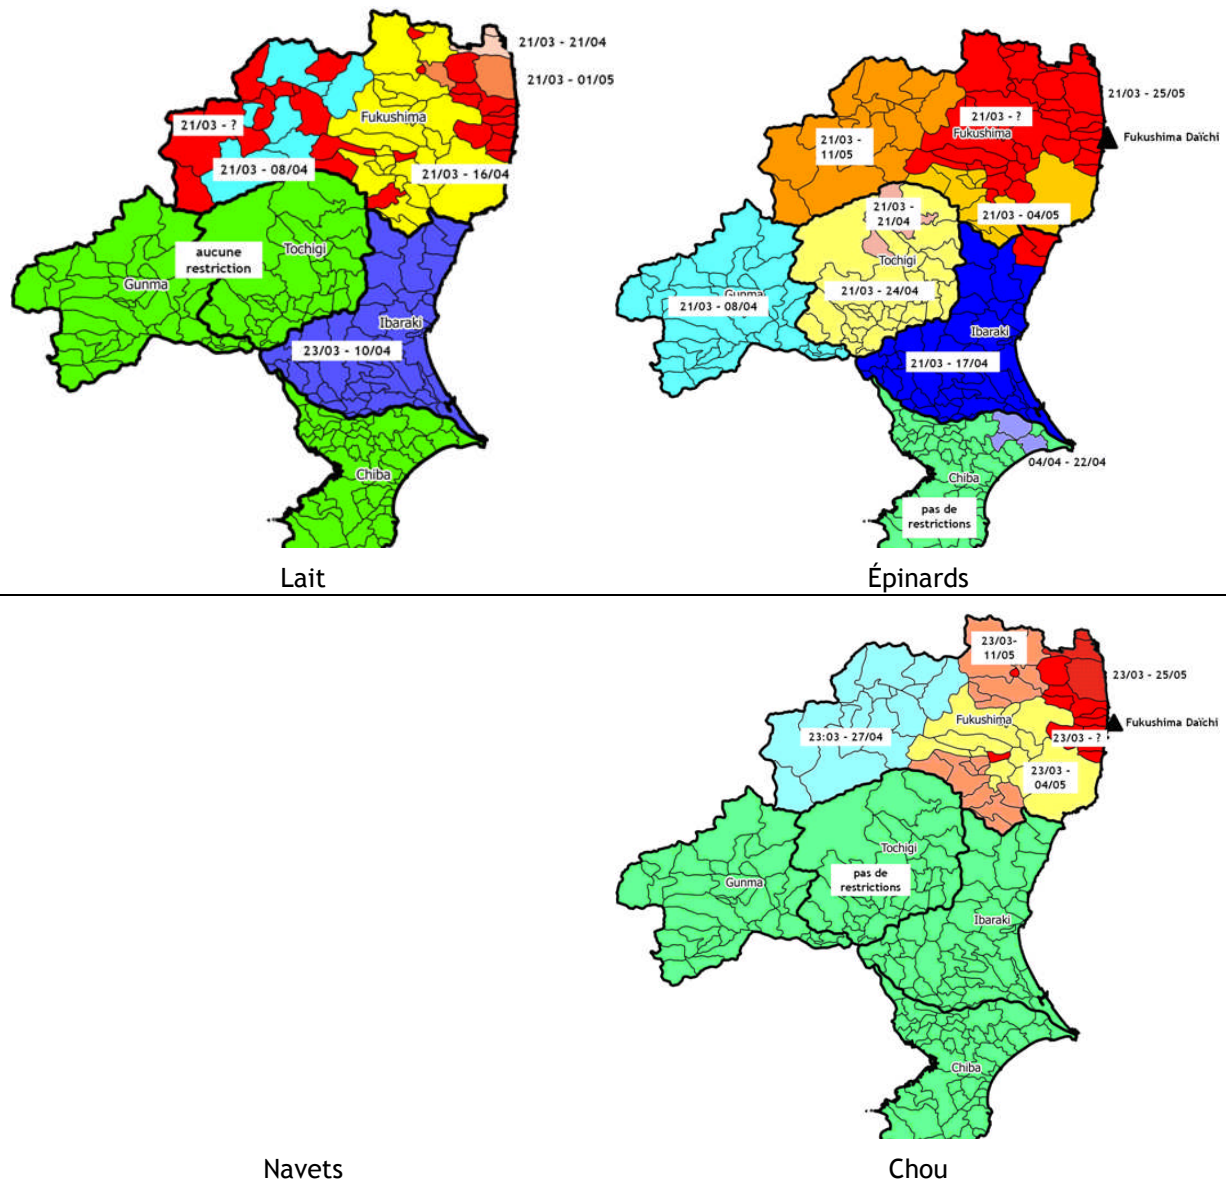 21/03 - 21/04
21/03 - 01/05
Fukushima
21/03 - ?
21/03 - 08/04
21/03 - 16/04
aucune
restriction
Tochigi
Gunma
Ibaraki
23/03 - 10/04
Chiba
Lait
21/03 - 25/05
21/03 - ?
Fukushima
Fukushima Daïchi
21/03 -
11/05
21/03 -
21/04
21/03 - 04/05
Tochigi
21/03 - 24/04
Gunma
21/03 - 08/04
Ibaraki
21/03 - 17/04
04/04 - 22/04
Chiba
pas de
restrictions
Épinards
Navets
23/03-
11/05
23/03 - 25/05
Fukushima
Fukushima Daïchi
23:03 - 27/04
23/03 - ?
23/03 -
04/05
Tochigi
pas de
restrictions
Gunma
Ibaraki
Chiba
Chou